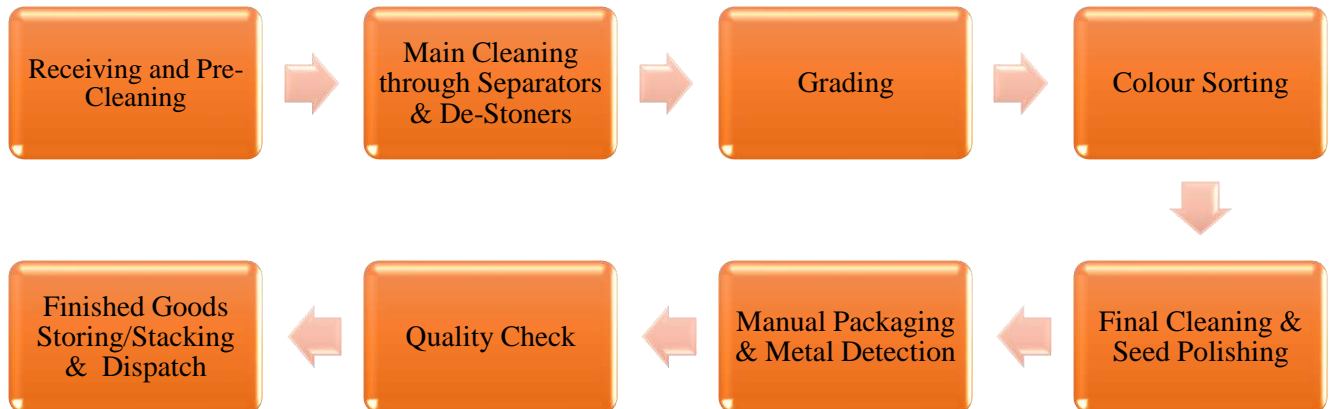 Receiving and Pre-
Cleaning
Main Cleaning
through Separators
& De-Stoners
Grading
Colour Sorting
Final Cleaning &
Seed Polishing
Manual Packaging
& Metal Detection
Quality Check
Finished Goods
Storing/Stacking
& Dispatch